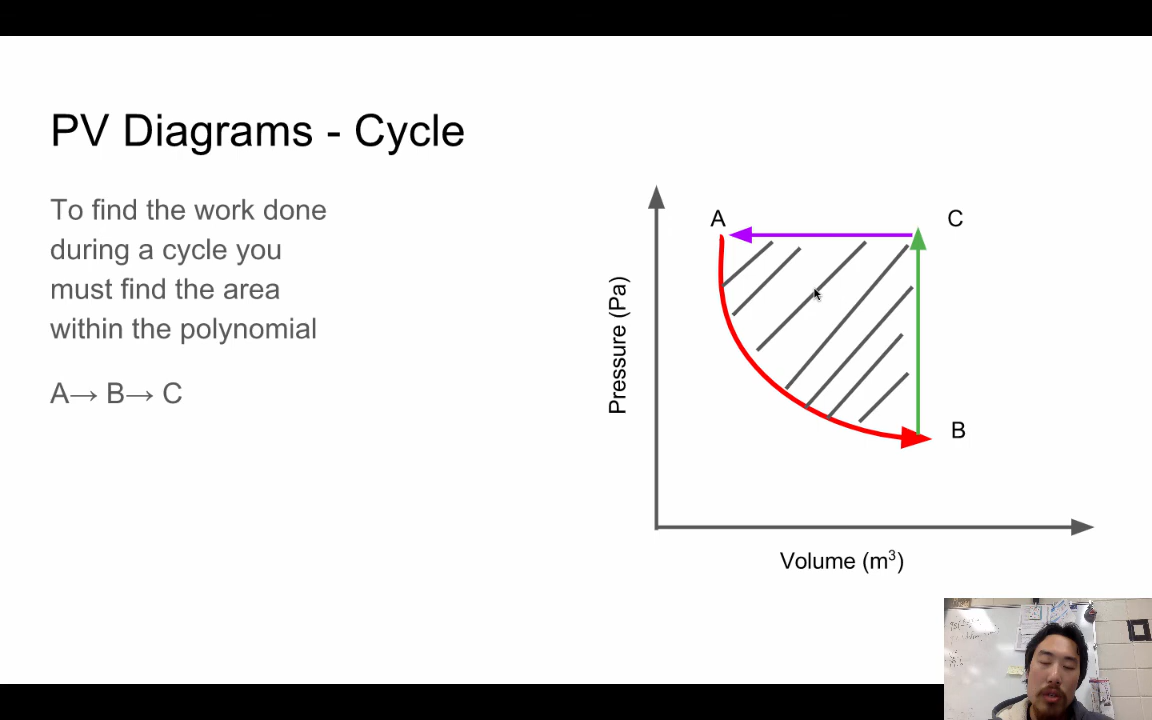 PV Diagrams - Cycle
To find the work done
during a cycle you
must find the area
within the polynomial
A→ B→ C
A
C
B
Pressure (Pa)
Volume (m³)